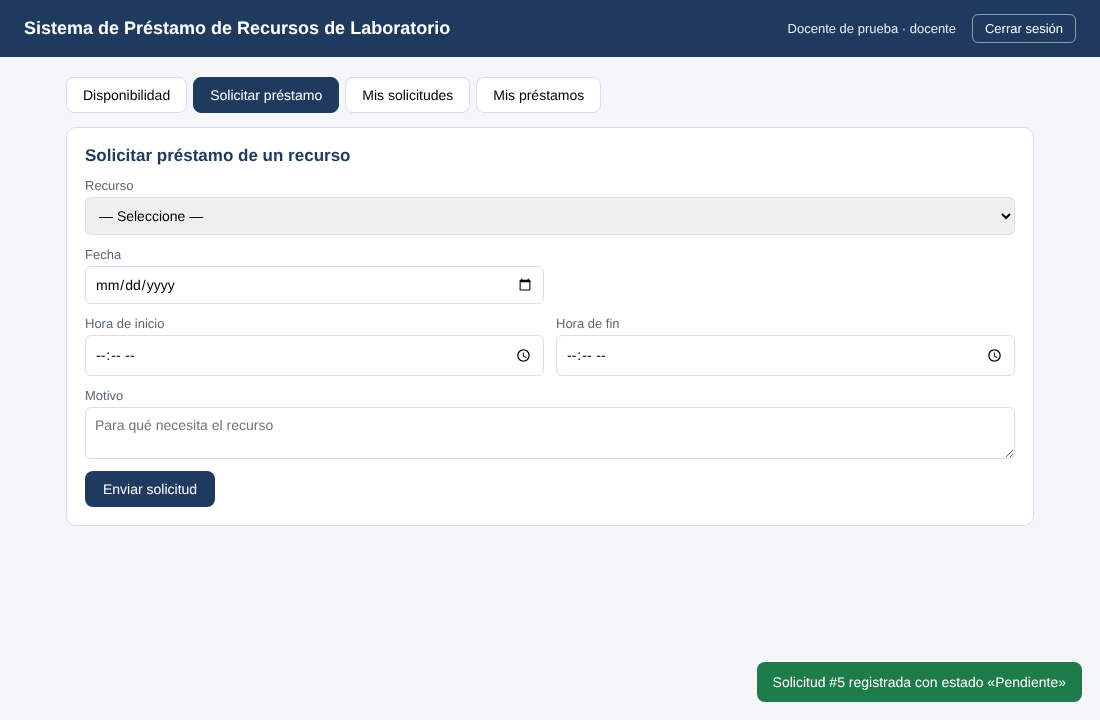 Sistema de Préstamo de Recursos de Laboratorio
Docente de prueba · docente
Cerrar sesión
Disponibilidad
Solicitar préstamo
Mis solicitudes
Mis préstamos
Solicitar préstamo de un recurso
Recurso
— Seleccione —
Fecha
mm/dd/yyyy
Hora de inicio
Hora de fin
--:-- --
--:-- --
Motivo
Para qué necesita el recurso
Enviar solicitud
Solicitud #5 registrada con estado «Pendiente»